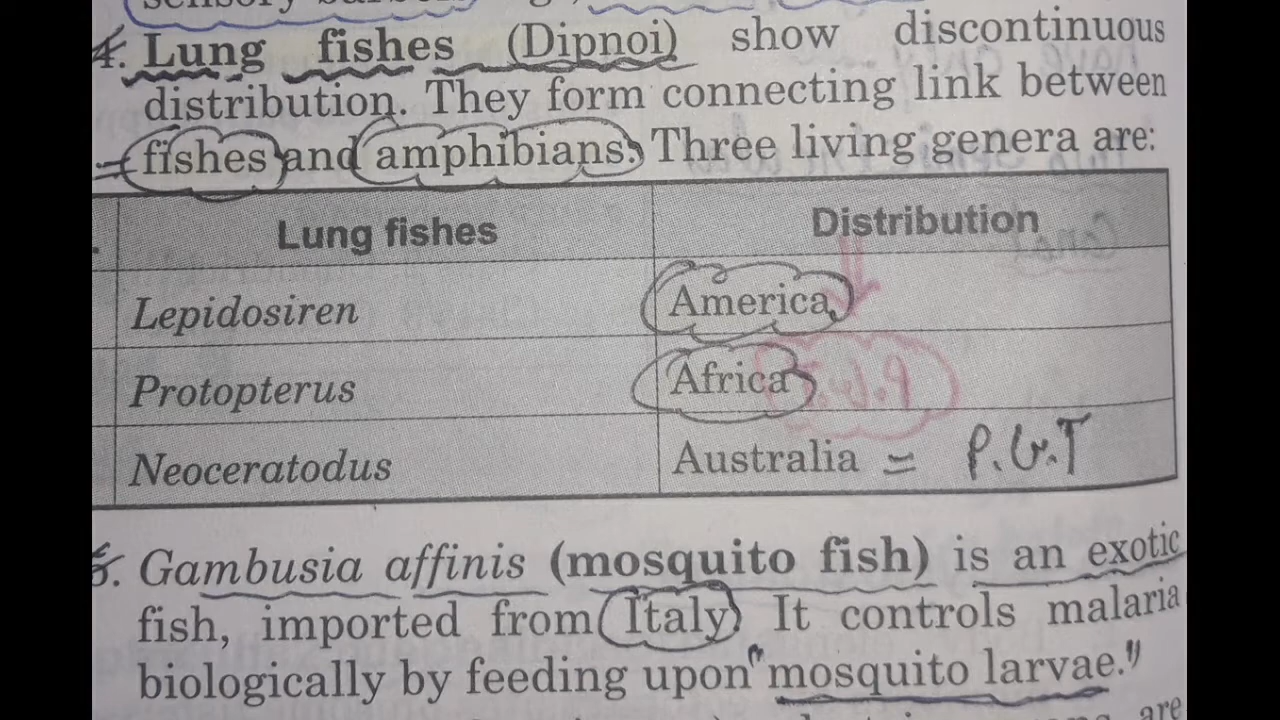 4. Lung fishes (Dipnoi) show discontinuous
distribution. They form connecting link between
fishes and amphibians. Three living genera are:
Lung fishes Distribution
Lepidosiren America
Protopterus Africa
Neoceratodus Australia = P.G.T
5. Gambusia affinis (mosquito fish) is an exotic
fish, imported from Italy. It controls malaria
biologically by feeding upon "mosquito larvae."
are